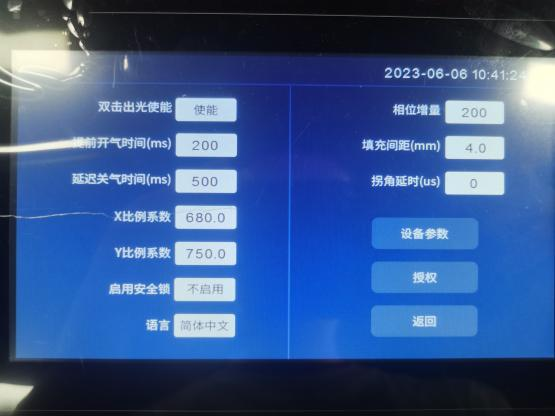 2023-06-06 10:41:24
双击出光使能 使能
提前开气时间(ms) 200
延迟关气时间(ms) 500
X比例系数 680.0
Y比例系数 750.0
启用安全锁 不启用
语言 简体中文
相位增量 200
填充间距(mm) 4.0
拐角延时(us) 0
设备参数
授权
返回